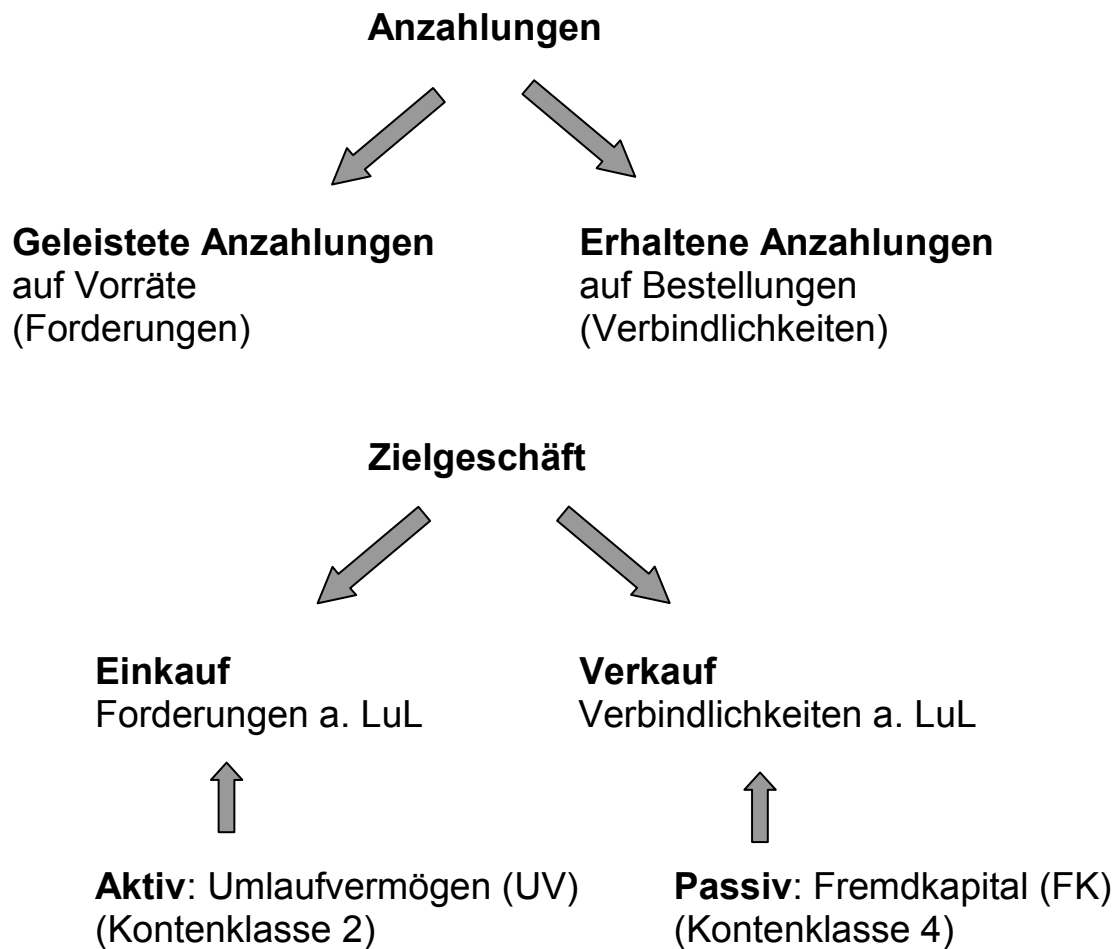 Anzahlungen
Geleistete Anzahlungen
auf Vorräte
(Forderungen)
Erhaltene Anzahlungen
auf Bestellungen
(Verbindlichkeiten)
Zielgeschäft
Einkauf
Forderungen a. LuL
Verkauf
Verbindlichkeiten a. LuL
Aktiv: Umlaufvermögen (UV)
(Kontenklasse 2)
Passiv: Fremdkapital (FK)
(Kontenklasse 4)